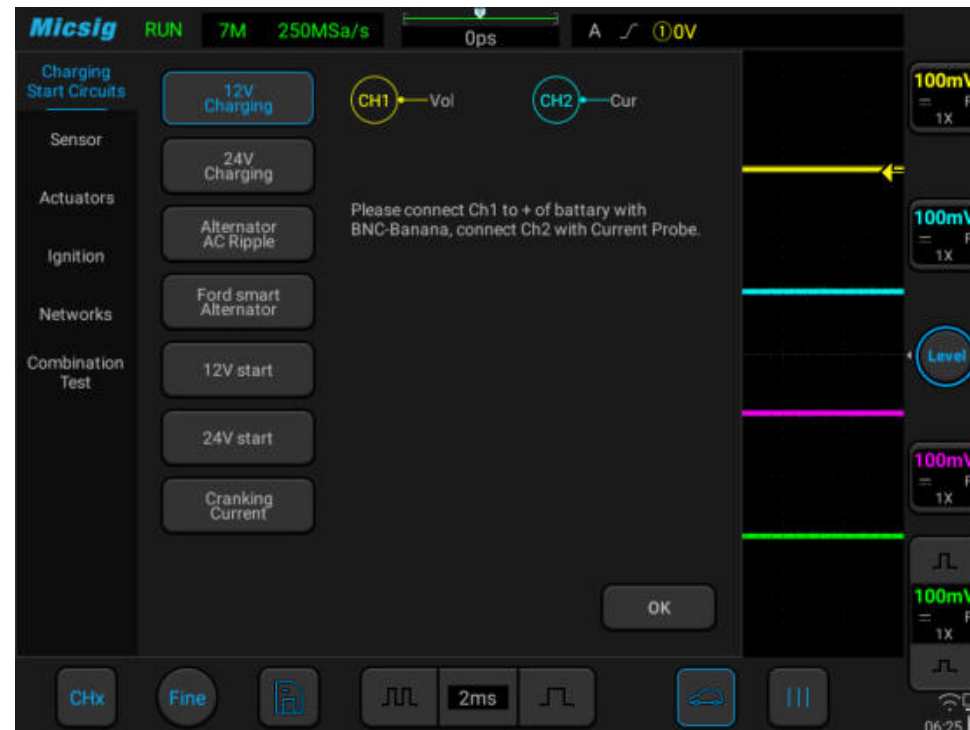 Micsig RUN 7M 250MSa/s 0ps A ①0V
Charging
Start Circuits
Sensor
Actuators
Ignition
Networks
Combination
Test
12V
Charging
24V
Charging
Alternator
AC Ripple
Ford smart
Alternator
12V start
24V start
Cranking
Current
CH1 Vol CH2 Cur
Please connect Ch1 to + of battary with
BNC-Banana, connect Ch2 with Current Probe.
OK
100mV
F
1X
100mV
F
1X
Level
100mV
F
1X
100mV
F
1X
CHx Fine 2ms
06:25